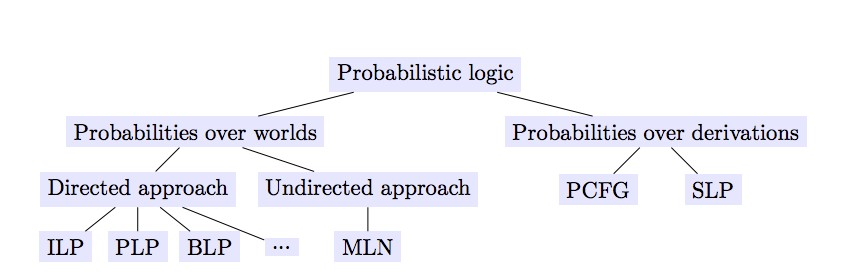 Probabilistic logic
Probabilities over worlds Probabilities over derivations
Directed approach Undirected approach PCFG SLP
ILP PLP BLP ... MLN